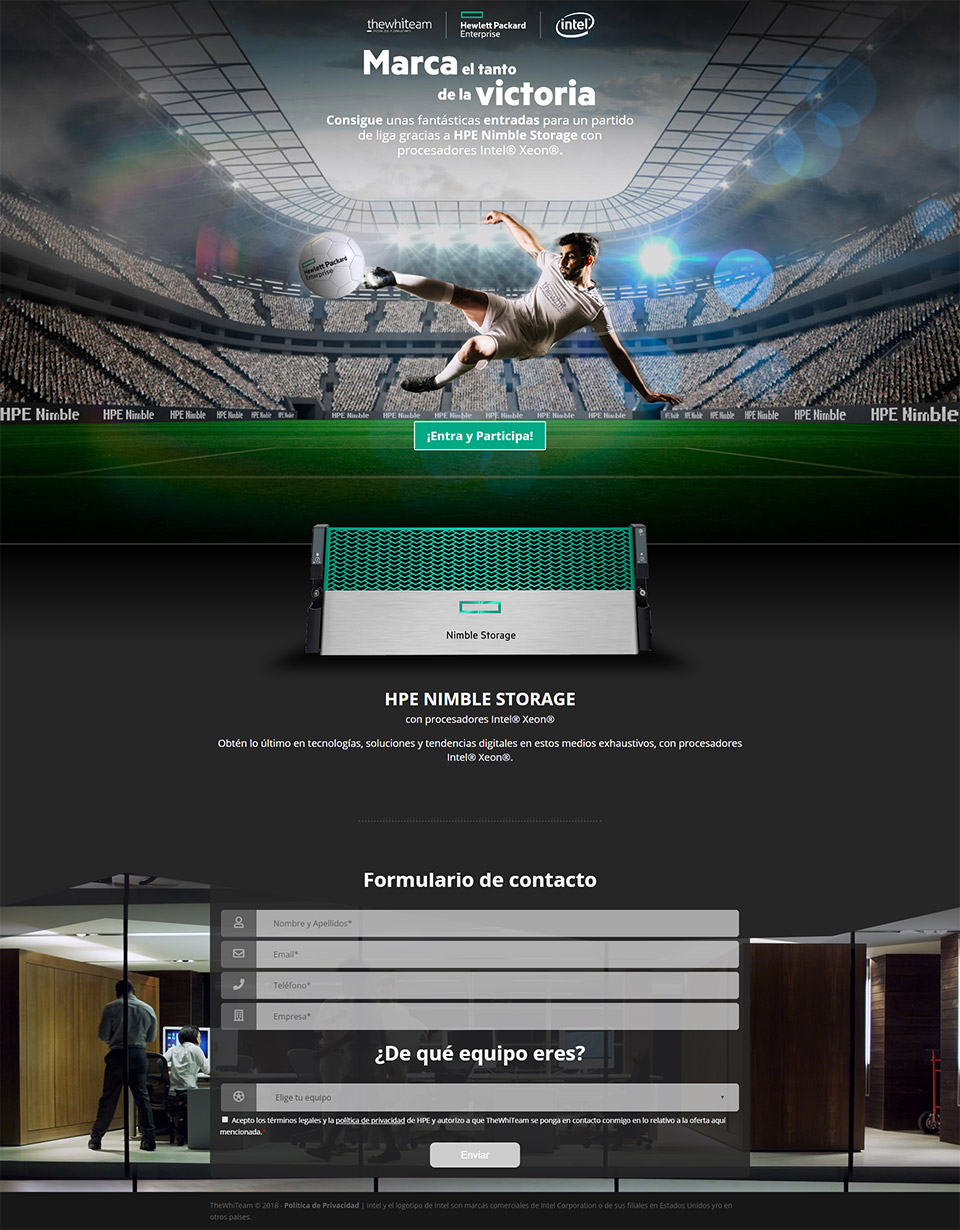 thewhiteam
Hewlett Packard
Enterprise
intel
Marca el tanto
de la victoria
Consigue unas fantásticas entradas para un partido
de liga gracias a HPE Nimble Storage con
procesadores Intel® Xeon®.
Hewlett Packard
Enterprise
HPE Nimble HPE Nimble HPE Nimble HPE Nimble HPE Nimble HPE Nimble HPE Nimble HPE Nimble HPE Nimble HPE Nimble HPE Nimble HPE Nimble HPE Nimble HPE Nimble HPE Nimble HPE Nimble HPE Nimble HPE Nimble
¡Entra y Participa!
Nimble Storage
HPE NIMBLE STORAGE
con procesadores Intel® Xeon®
Obtén lo último en tecnologías, soluciones y tendencias digitales en estos medios exhaustivos, con procesadores
Intel® Xeon®.
Formulario de contacto
Nombre y Apellidos*
Email*
Teléfono*
Empresa*
¿De qué equipo eres?
Elige tu equipo
Acepto los términos legales y la política de privacidad de HPE y autorizo a que TheWhiTeam se ponga en contacto conmigo en lo relativo a la oferta aquí
mencionada.
Enviar
TheWhiTeam © 2018 - Política de Privacidad | Intel y el logotipo de Intel son marcas comerciales de Intel Corporation o de sus filiales en Estados Unidos y/o en
otros países.